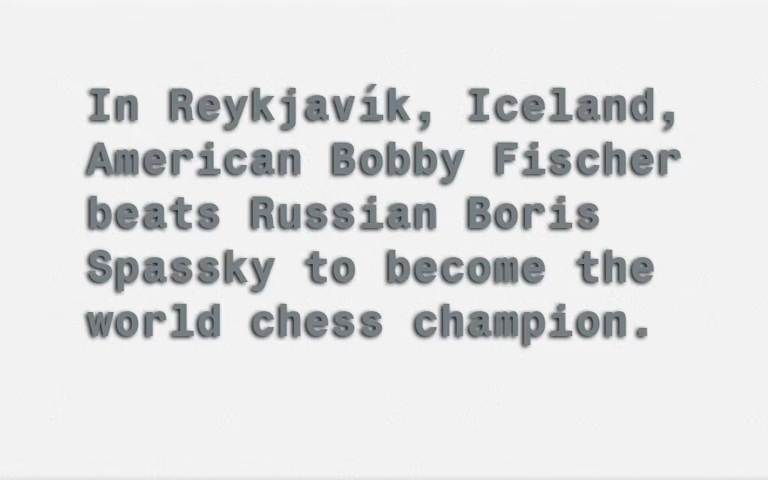 In Reykjavík, Iceland,
American Bobby Fischer
beats Russian Boris
Spassky to become the
world chess champion.